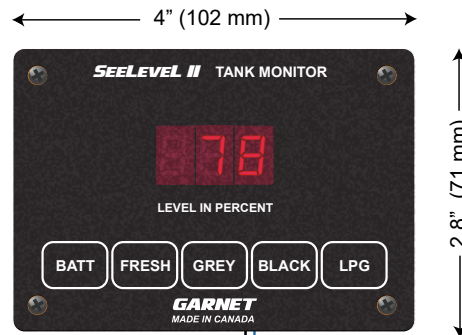 4” (102 mm)
SEELEVEL II TANK MONITOR
78
LEVEL IN PERCENT
BATT FRESH GREY BLACK LPG
GARNET
MADE IN CANADA
2.8” (71 mm)